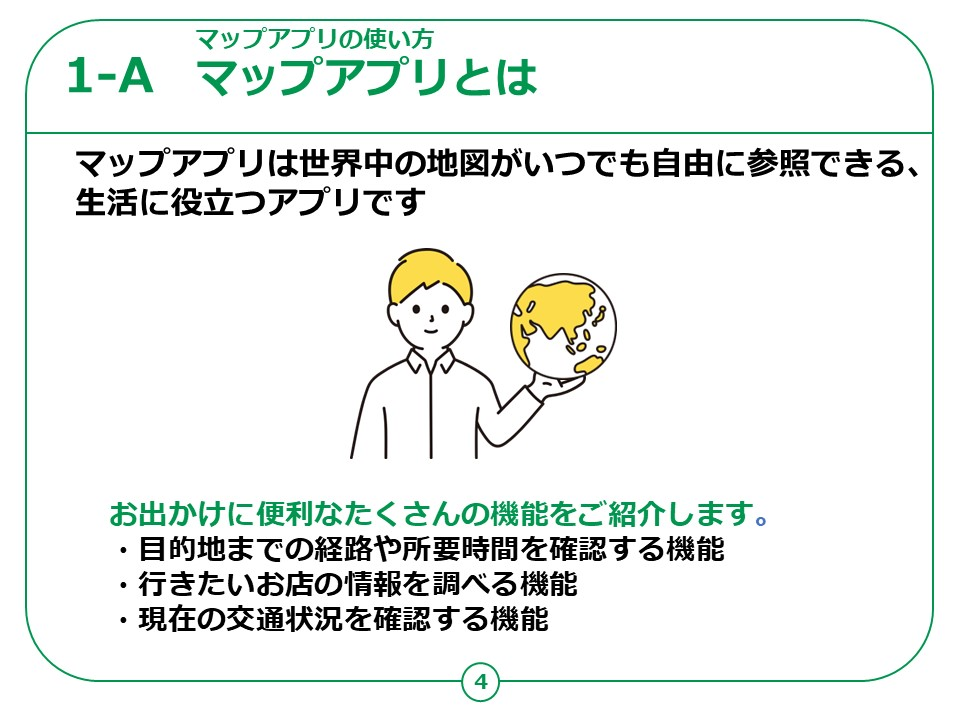 マップアプリの使い方
1-A マップアプリとは
マップアプリは世界中の地図がいつでも自由に参照できる、
生活に役立つアプリです
お出かけに便利なたくさんの機能をご紹介します。
・目的地までの経路や所要時間を確認する機能
・行きたいお店の情報を調べる機能
・現在の交通状況を確認する機能
4